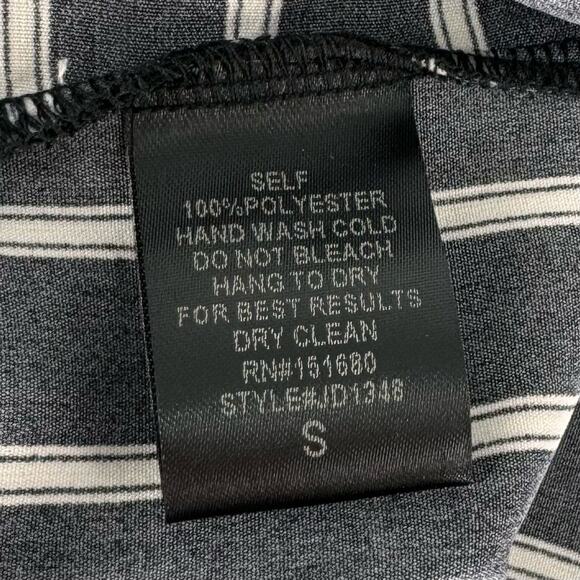 SELF
100%POLYESTER
HAND WASH COLD
DO NOT BLEACH
HANG TO DRY
FOR BEST RESULTS
DRY CLEAN
RN#151680
STYLE#JD1348
S